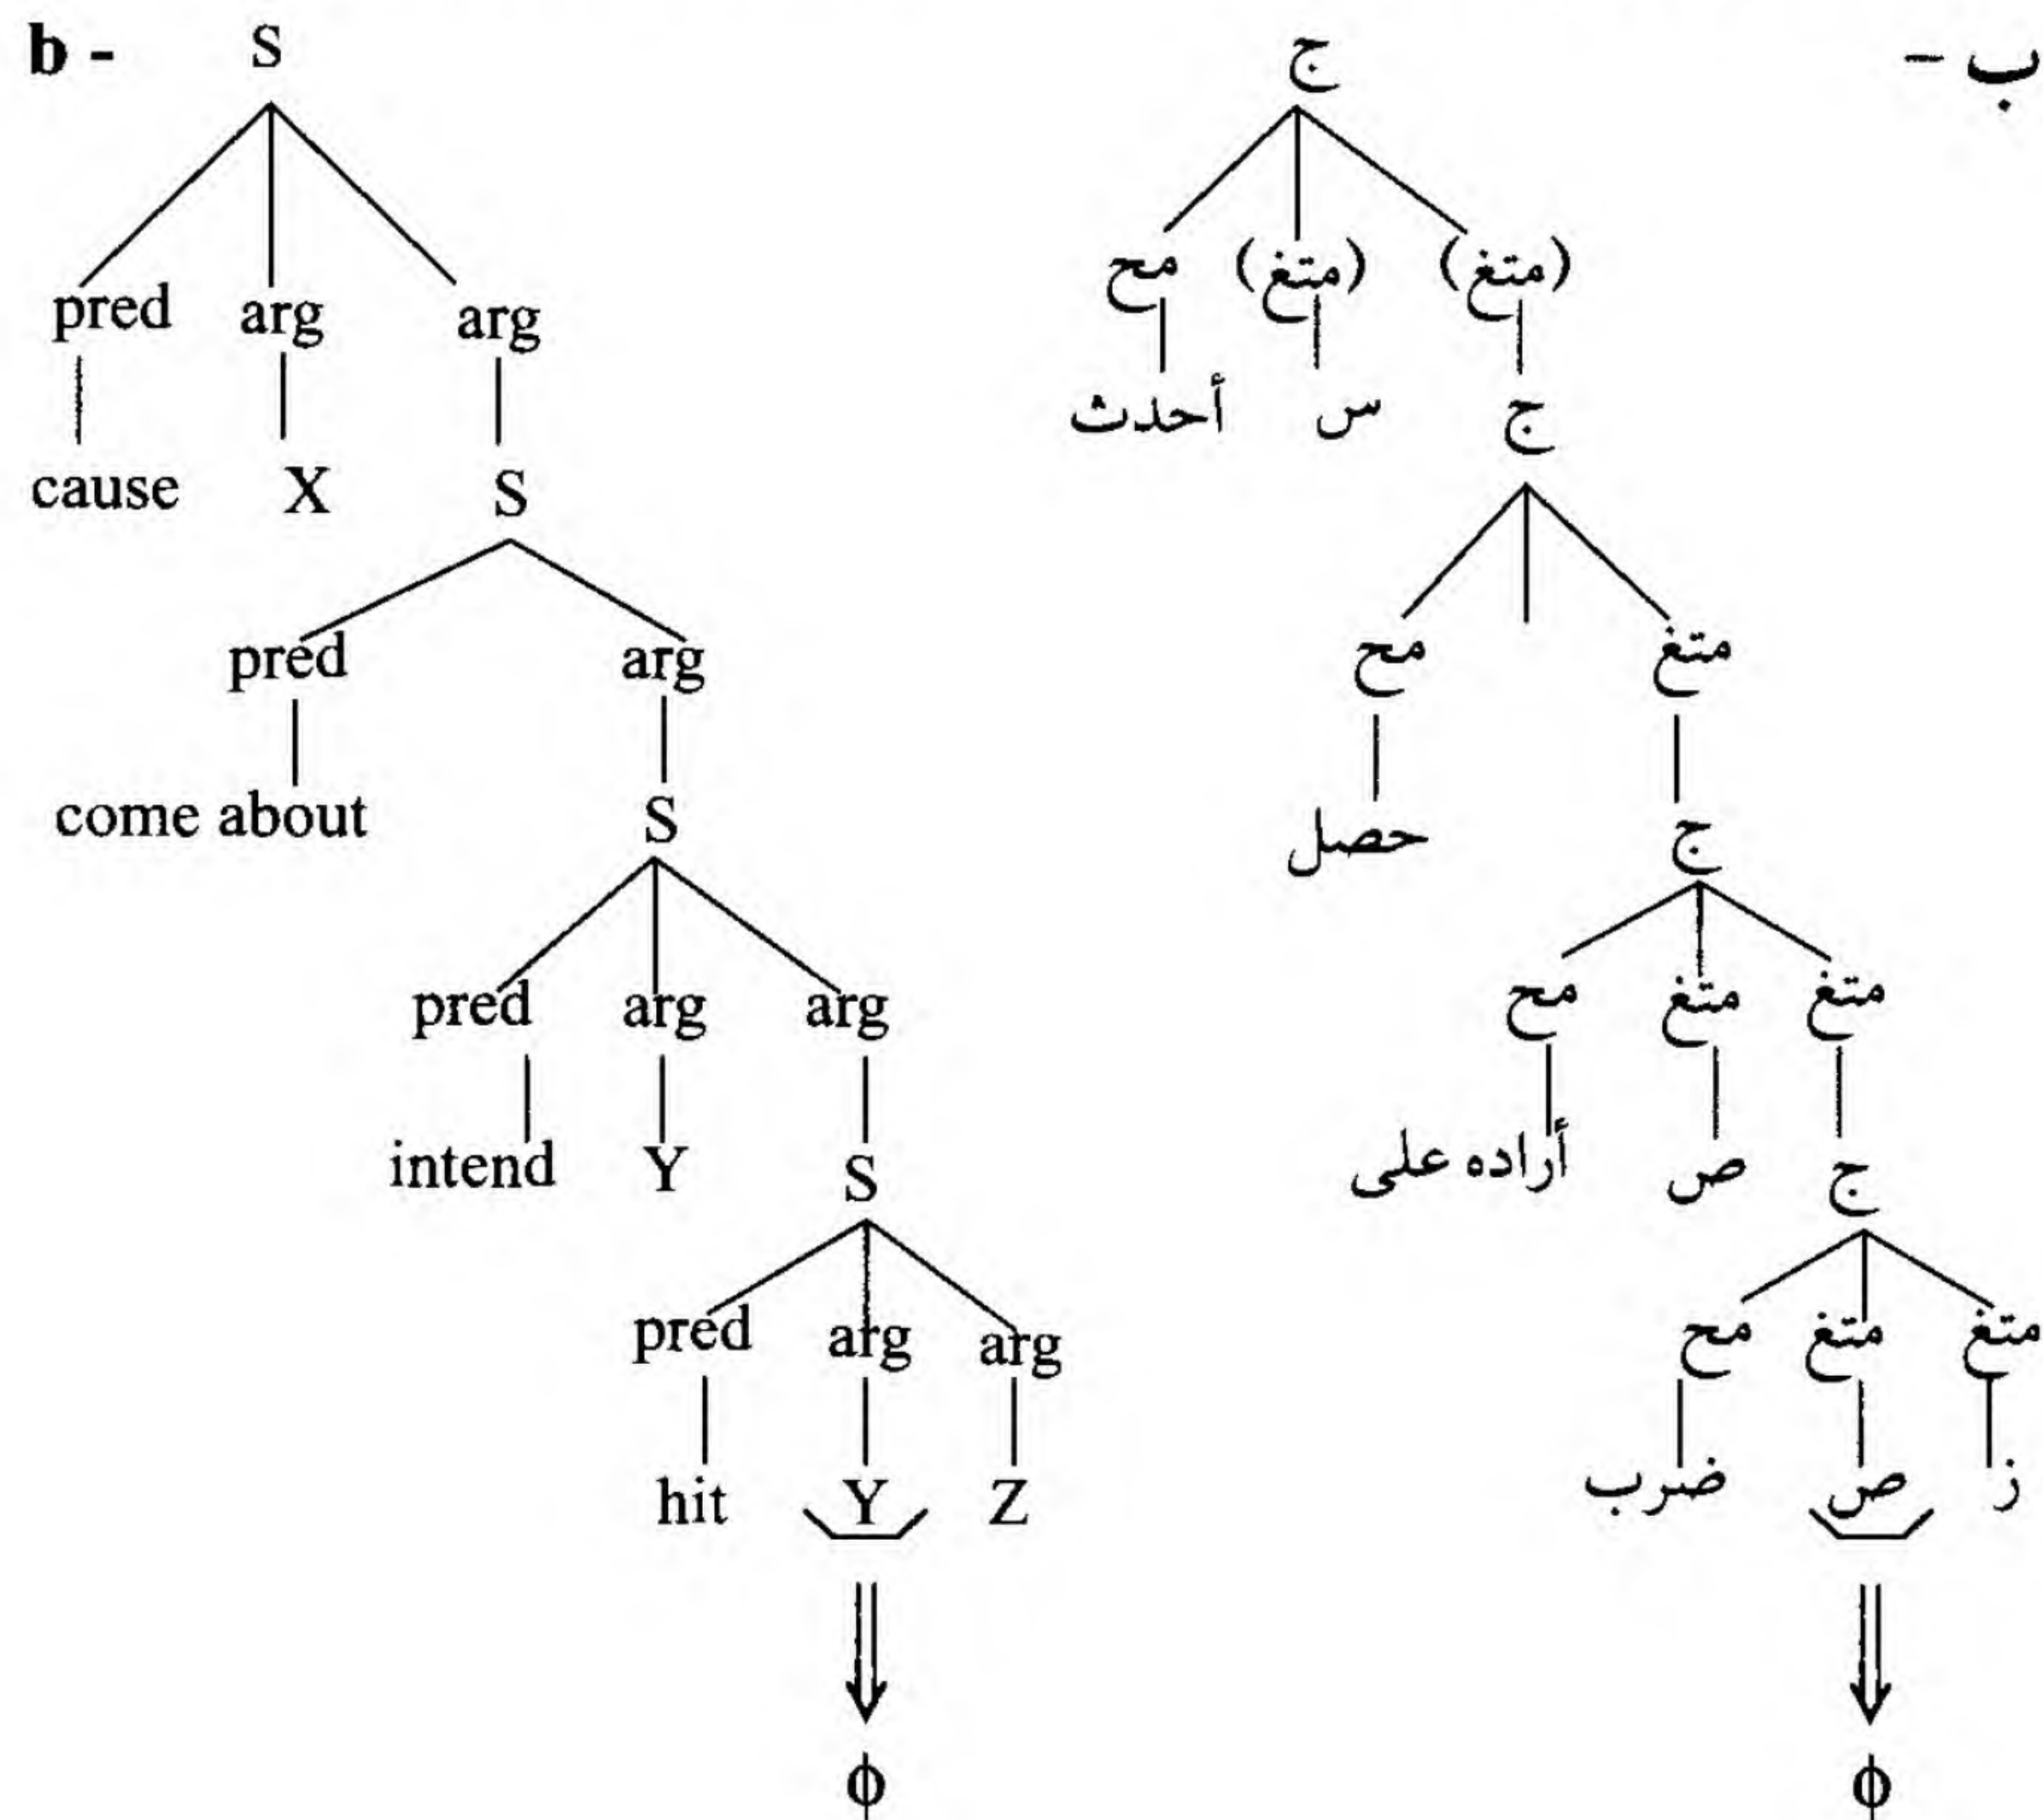 b - S
pred arg arg
cause X S
pred arg
come about S
pred arg arg
intend Y S
pred arg arg
hit Y Z
ϕ
ب –
ج
مح (متغ) (متغ)
أحدث س ج
مح متغ
حصل ج
مح متغ متغ
أراده على ص ج
مح متغ متغ
ضرب ص ز
ϕ